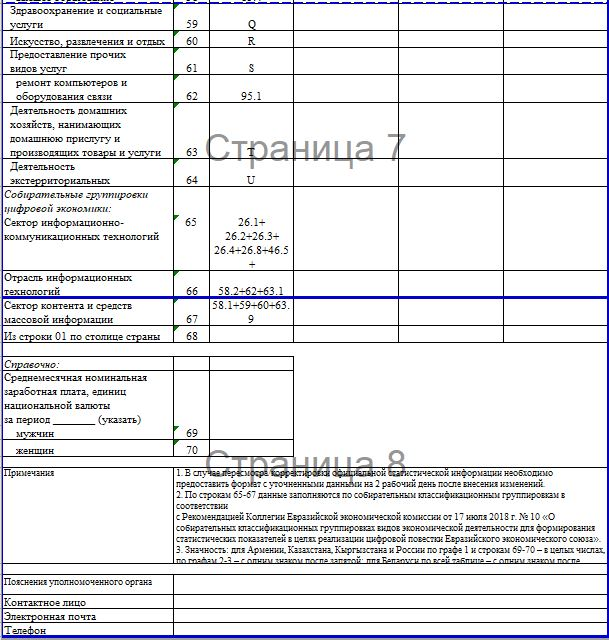 Здравоохранение и социальные
услуги 59 Q
Искусство, развлечения и отдых 60 R
Предоставление прочих
видов услуг 61 S
ремонт компьютеров и
оборудования связи 62 95.1
Деятельность домашних
хозяйств, нанимающих
домашнюю прислугу и
производящих товары и услуги 63 T
Страница 7
Деятельность
экстерриториальных 64 U
Собирательные группировки
цифровой экономики:
Сектор информационно- 65 26.1+
коммуникационных технологий 26.2+26.3+
26.4+26.8+46.5
+
Отрасль информационных
технологий 66 58.2+62+63.1
Сектор контента и средств 58.1+59+60+63.
массовой информации 67 9
Из строки 01 по столице страны 68
Справочно:
Среднемесячная номинальная
заработная плата, единиц
национальной валюты
за период _______ (указать)
мужчин 69
женщин 70
Страница 8
Примечания 1. В случае пересмотра/корректировки официальной статистической информации необходимо
предоставить формат с уточненными данными на 2 рабочий день после внесения изменений.
2. По строкам 65-67 данные заполняются по собирательным классификационным группировкам в
соответствии
с Рекомендацией Коллегии Евразийской экономической комиссии от 17 июля 2018 г. № 10 «О
собирательных классификационных группировках видов экономической деятельности для формирования
статистических показателей в целях реализации цифровой повестки Евразийского экономического союза».
3. Значность: для Армении, Казахстана, Кыргызстана и России по графе 1 и строкам 69-70 – в целых числах,
по графам 2-3 – с одним знаком после запятой; для Беларуси по всей таблице – с одним знаком после
Пояснения уполномоченного органа
Контактное лицо
Электронная почта
Телефон